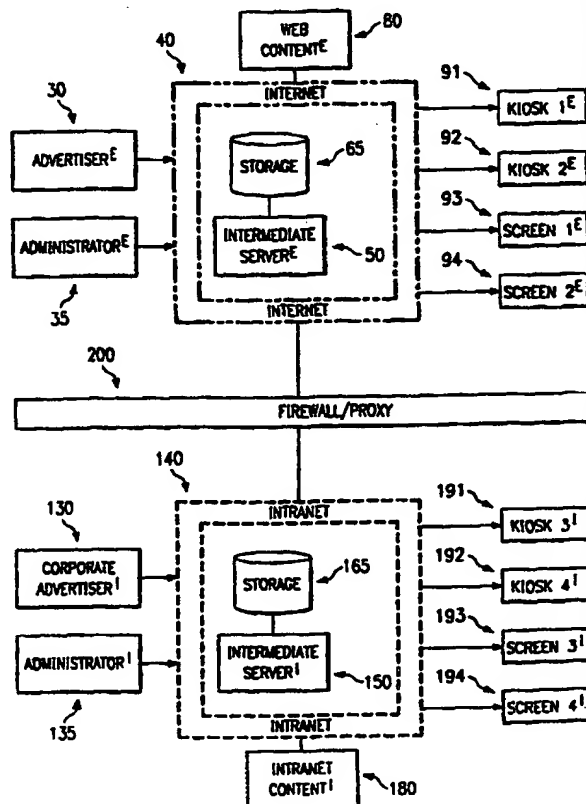 WEB
CONTENTᴱ
80
40
INTERNET
30
ADVERTISERᴱ
STORAGE
65
ADMINISTRATORᴱ
35
INTERMEDIATE
SERVERᴱ
50
INTERNET
91
KIOSK 1ᴱ
92
KIOSK 2ᴱ
93
SCREEN 1ᴱ
94
SCREEN 2ᴱ
200
FIREWALL/PROXY
140
INTRANET
130
CORPORATE
ADVERTISERᴵ
STORAGE
165
ADMINISTRATORᴵ
135
INTERMEDIATE
SERVERᴵ
150
INTRANET
191
KIOSK 3ᴵ
192
KIOSK 4ᴵ
193
SCREEN 3ᴵ
194
SCREEN 4ᴵ
INTRANET
CONTENTᴵ
180